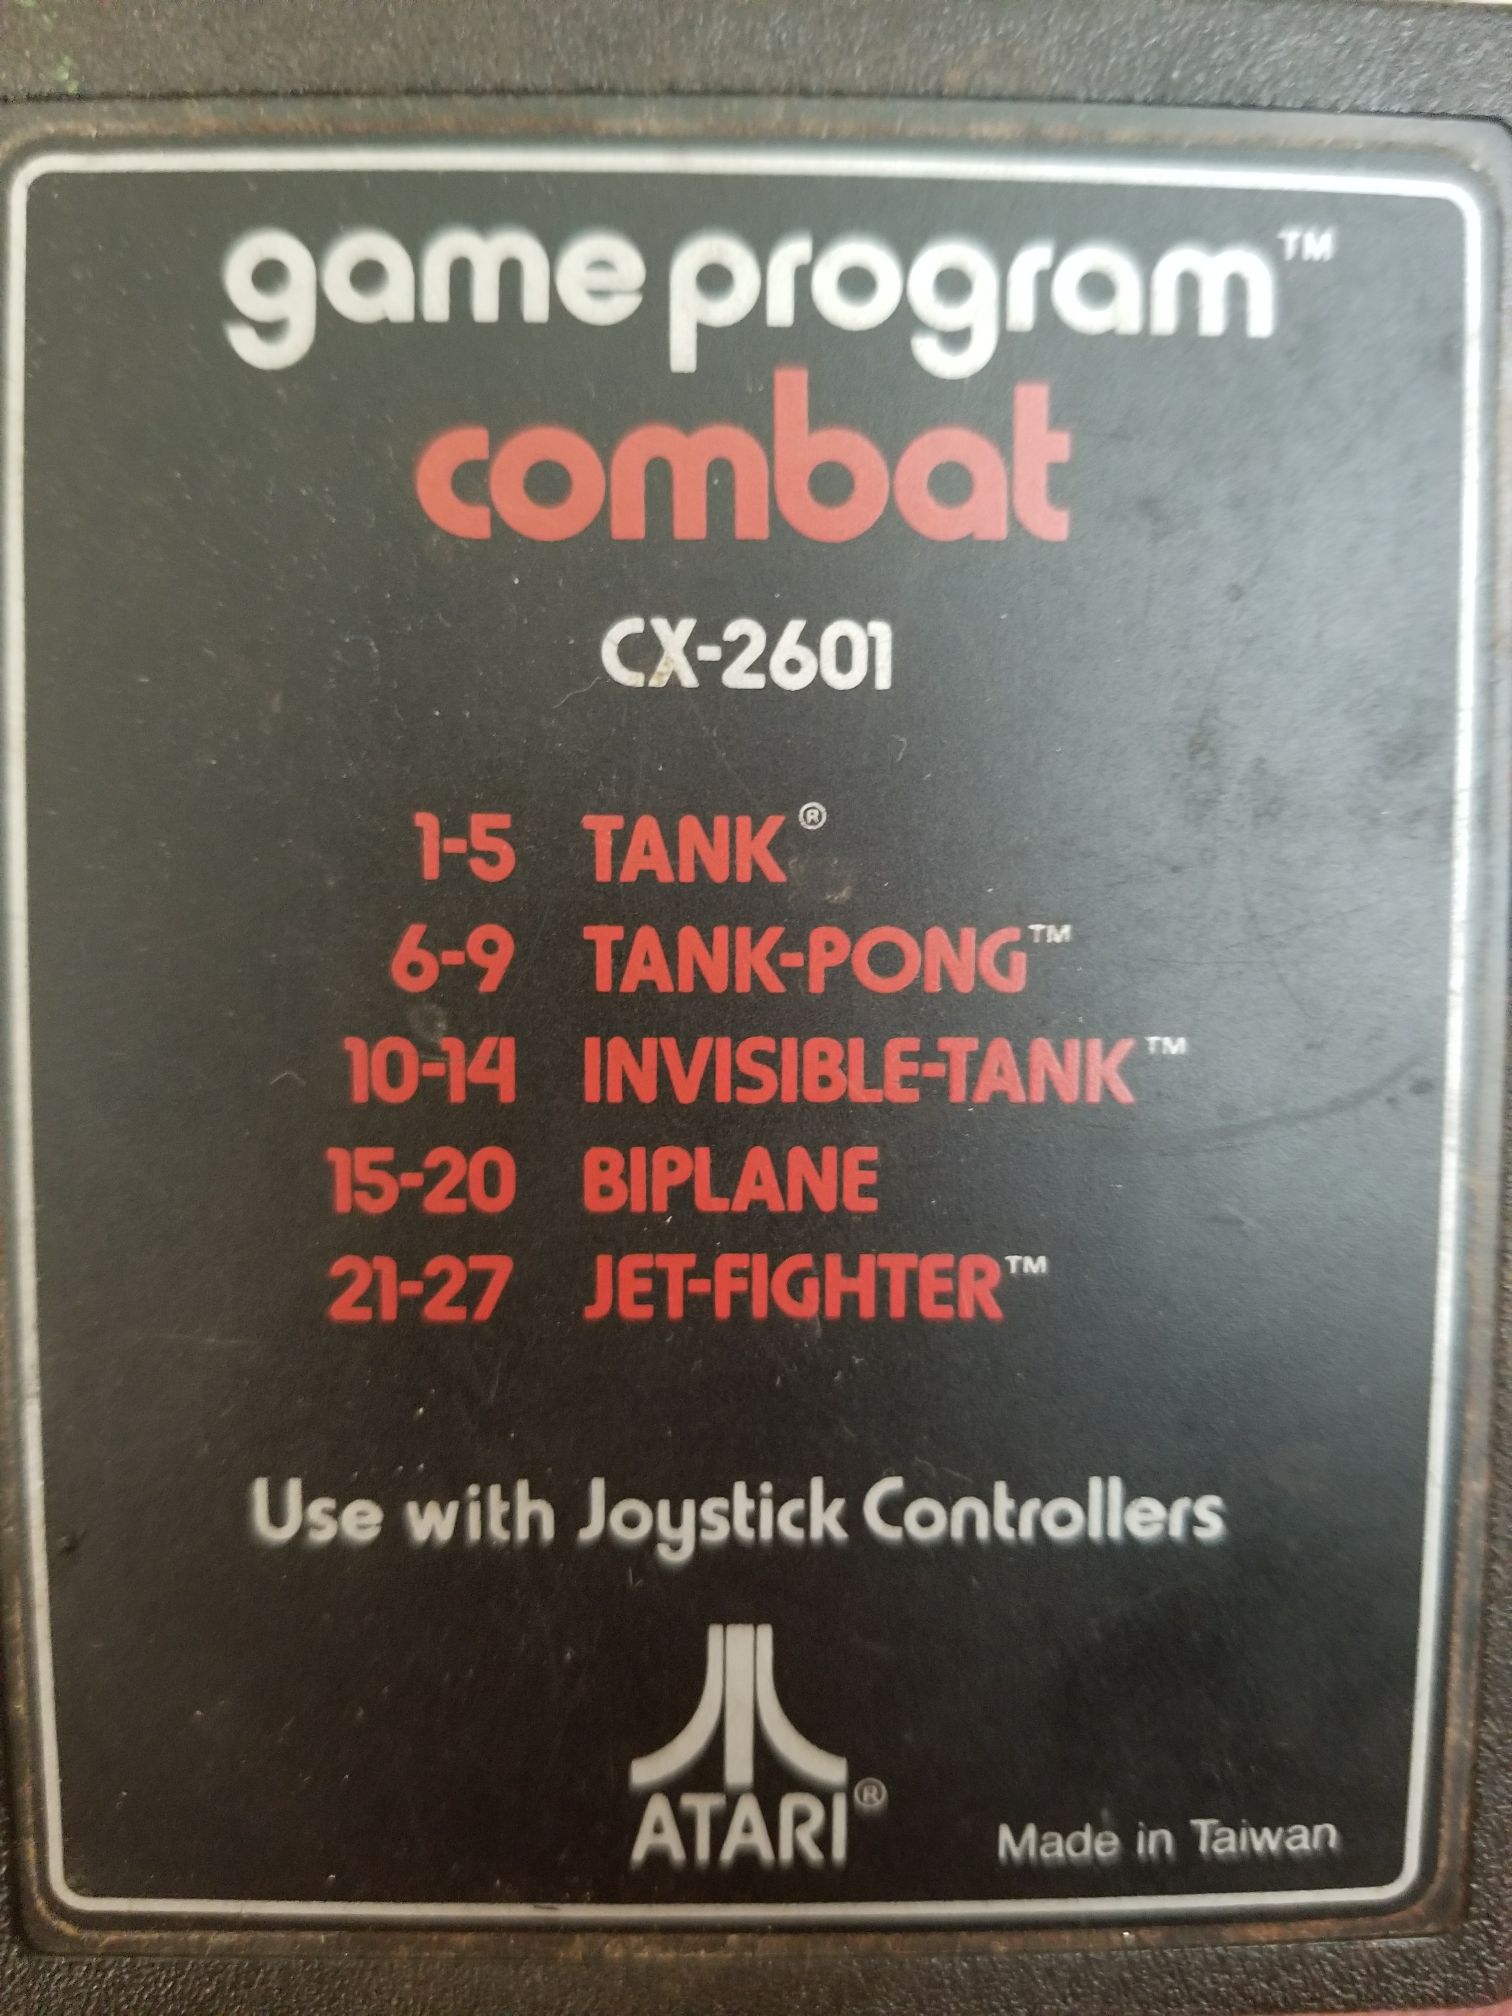 game program™
combat
CX-2601
1-5 TANK®
6-9 TANK-PONG™
10-14 INVISIBLE-TANK™
15-20 BIPLANE
21-27 JET-FIGHTER™
Use with Joystick Controllers
ATARI®
Made in Taiwan